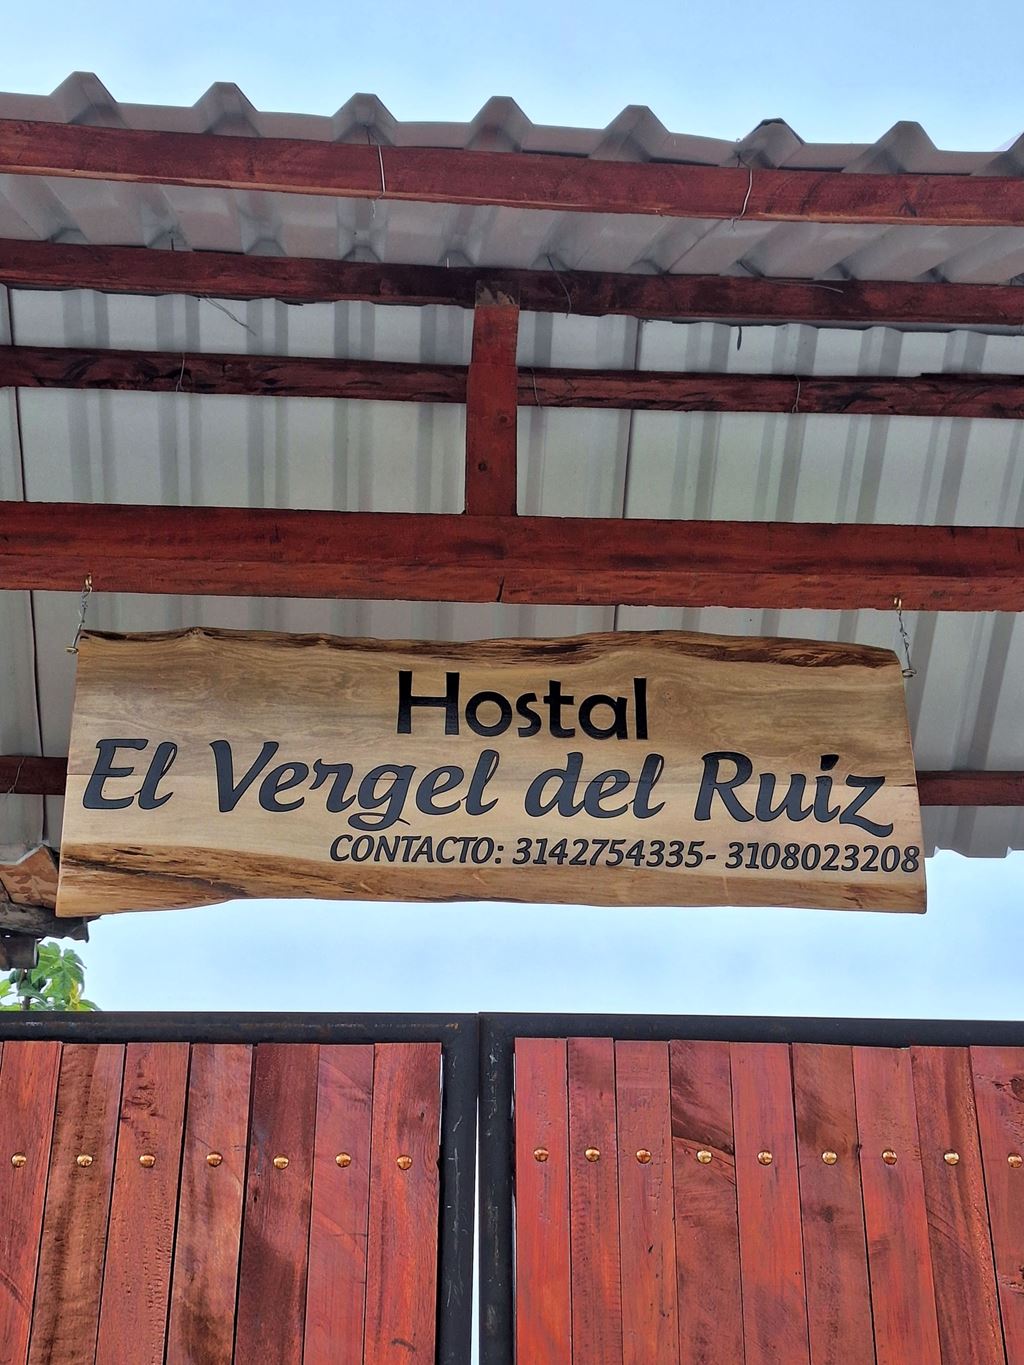 Hostal
El Vergel del Ruiz
CONTACTO: 3142754335- 3108023208